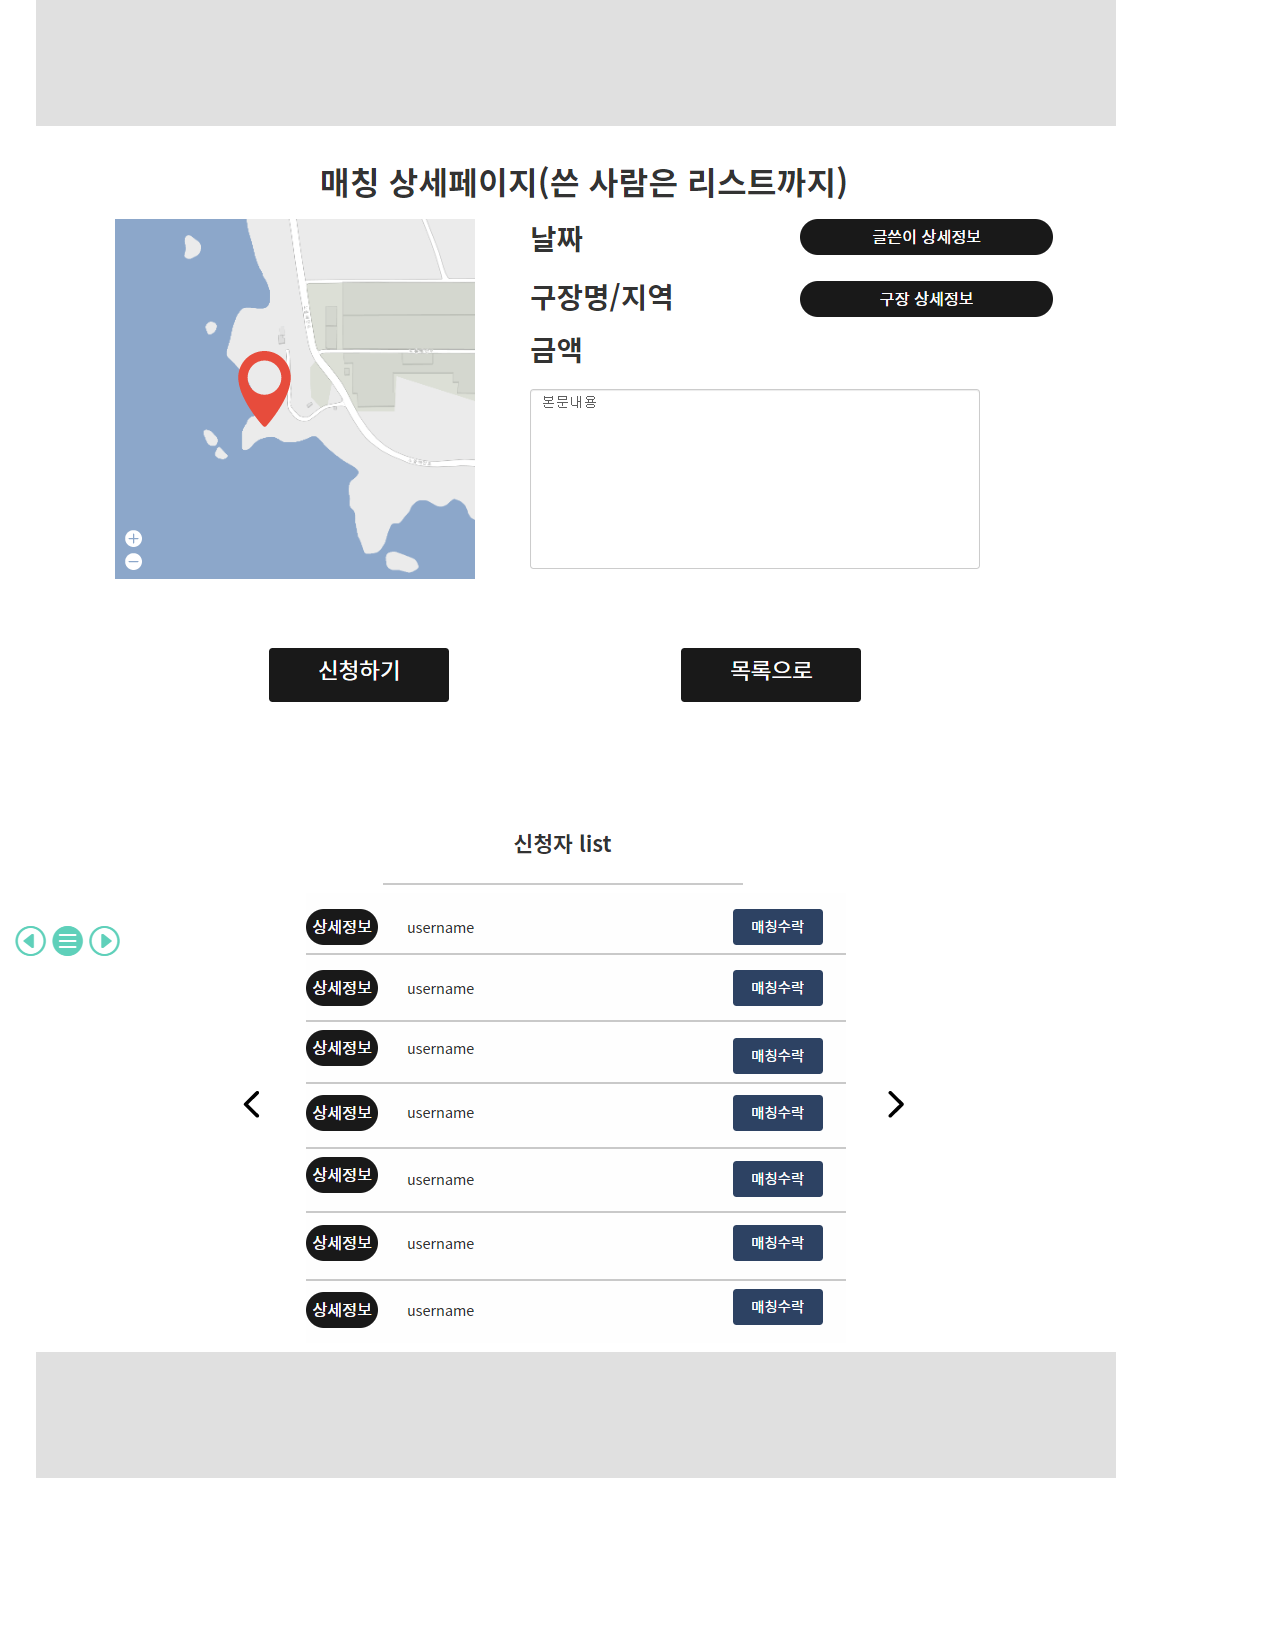 매칭 상세페이지(쓴 사람은 리스트까지)
날짜
글쓴이 상세정보
구장명/지역
구장 상세정보
금액
본문내용
신청하기
목록으로
신청자 list
상세정보 username 매칭수락
상세정보 username 매칭수락
상세정보 username 매칭수락
상세정보 username 매칭수락
상세정보 username 매칭수락
상세정보 username 매칭수락
상세정보 username 매칭수락